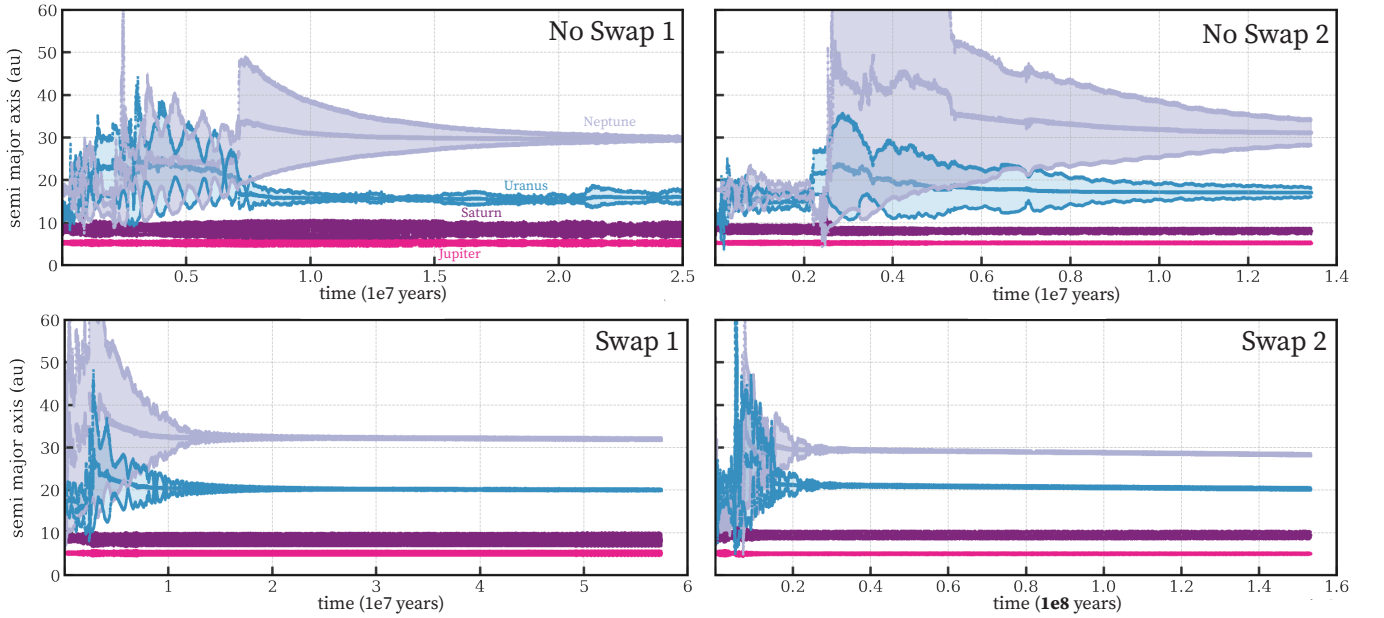 60
50
40
30
20
10
0
semi major axis (au)
No Swap 1
Neptune
Uranus
Saturn
Jupiter
0.5 1.0 1.5 2.0 2.5
time (1e7 years)
No Swap 2
0.2 0.4 0.6 0.8 1.0 1.2 1.4
time (1e7 years)
60
50
40
30
20
10
0
semi major axis (au)
Swap 1
1 2 3 4 5 6
time (1e7 years)
Swap 2
0.2 0.4 0.6 0.8 1.0 1.2 1.4 1.6
time (1e8 years)